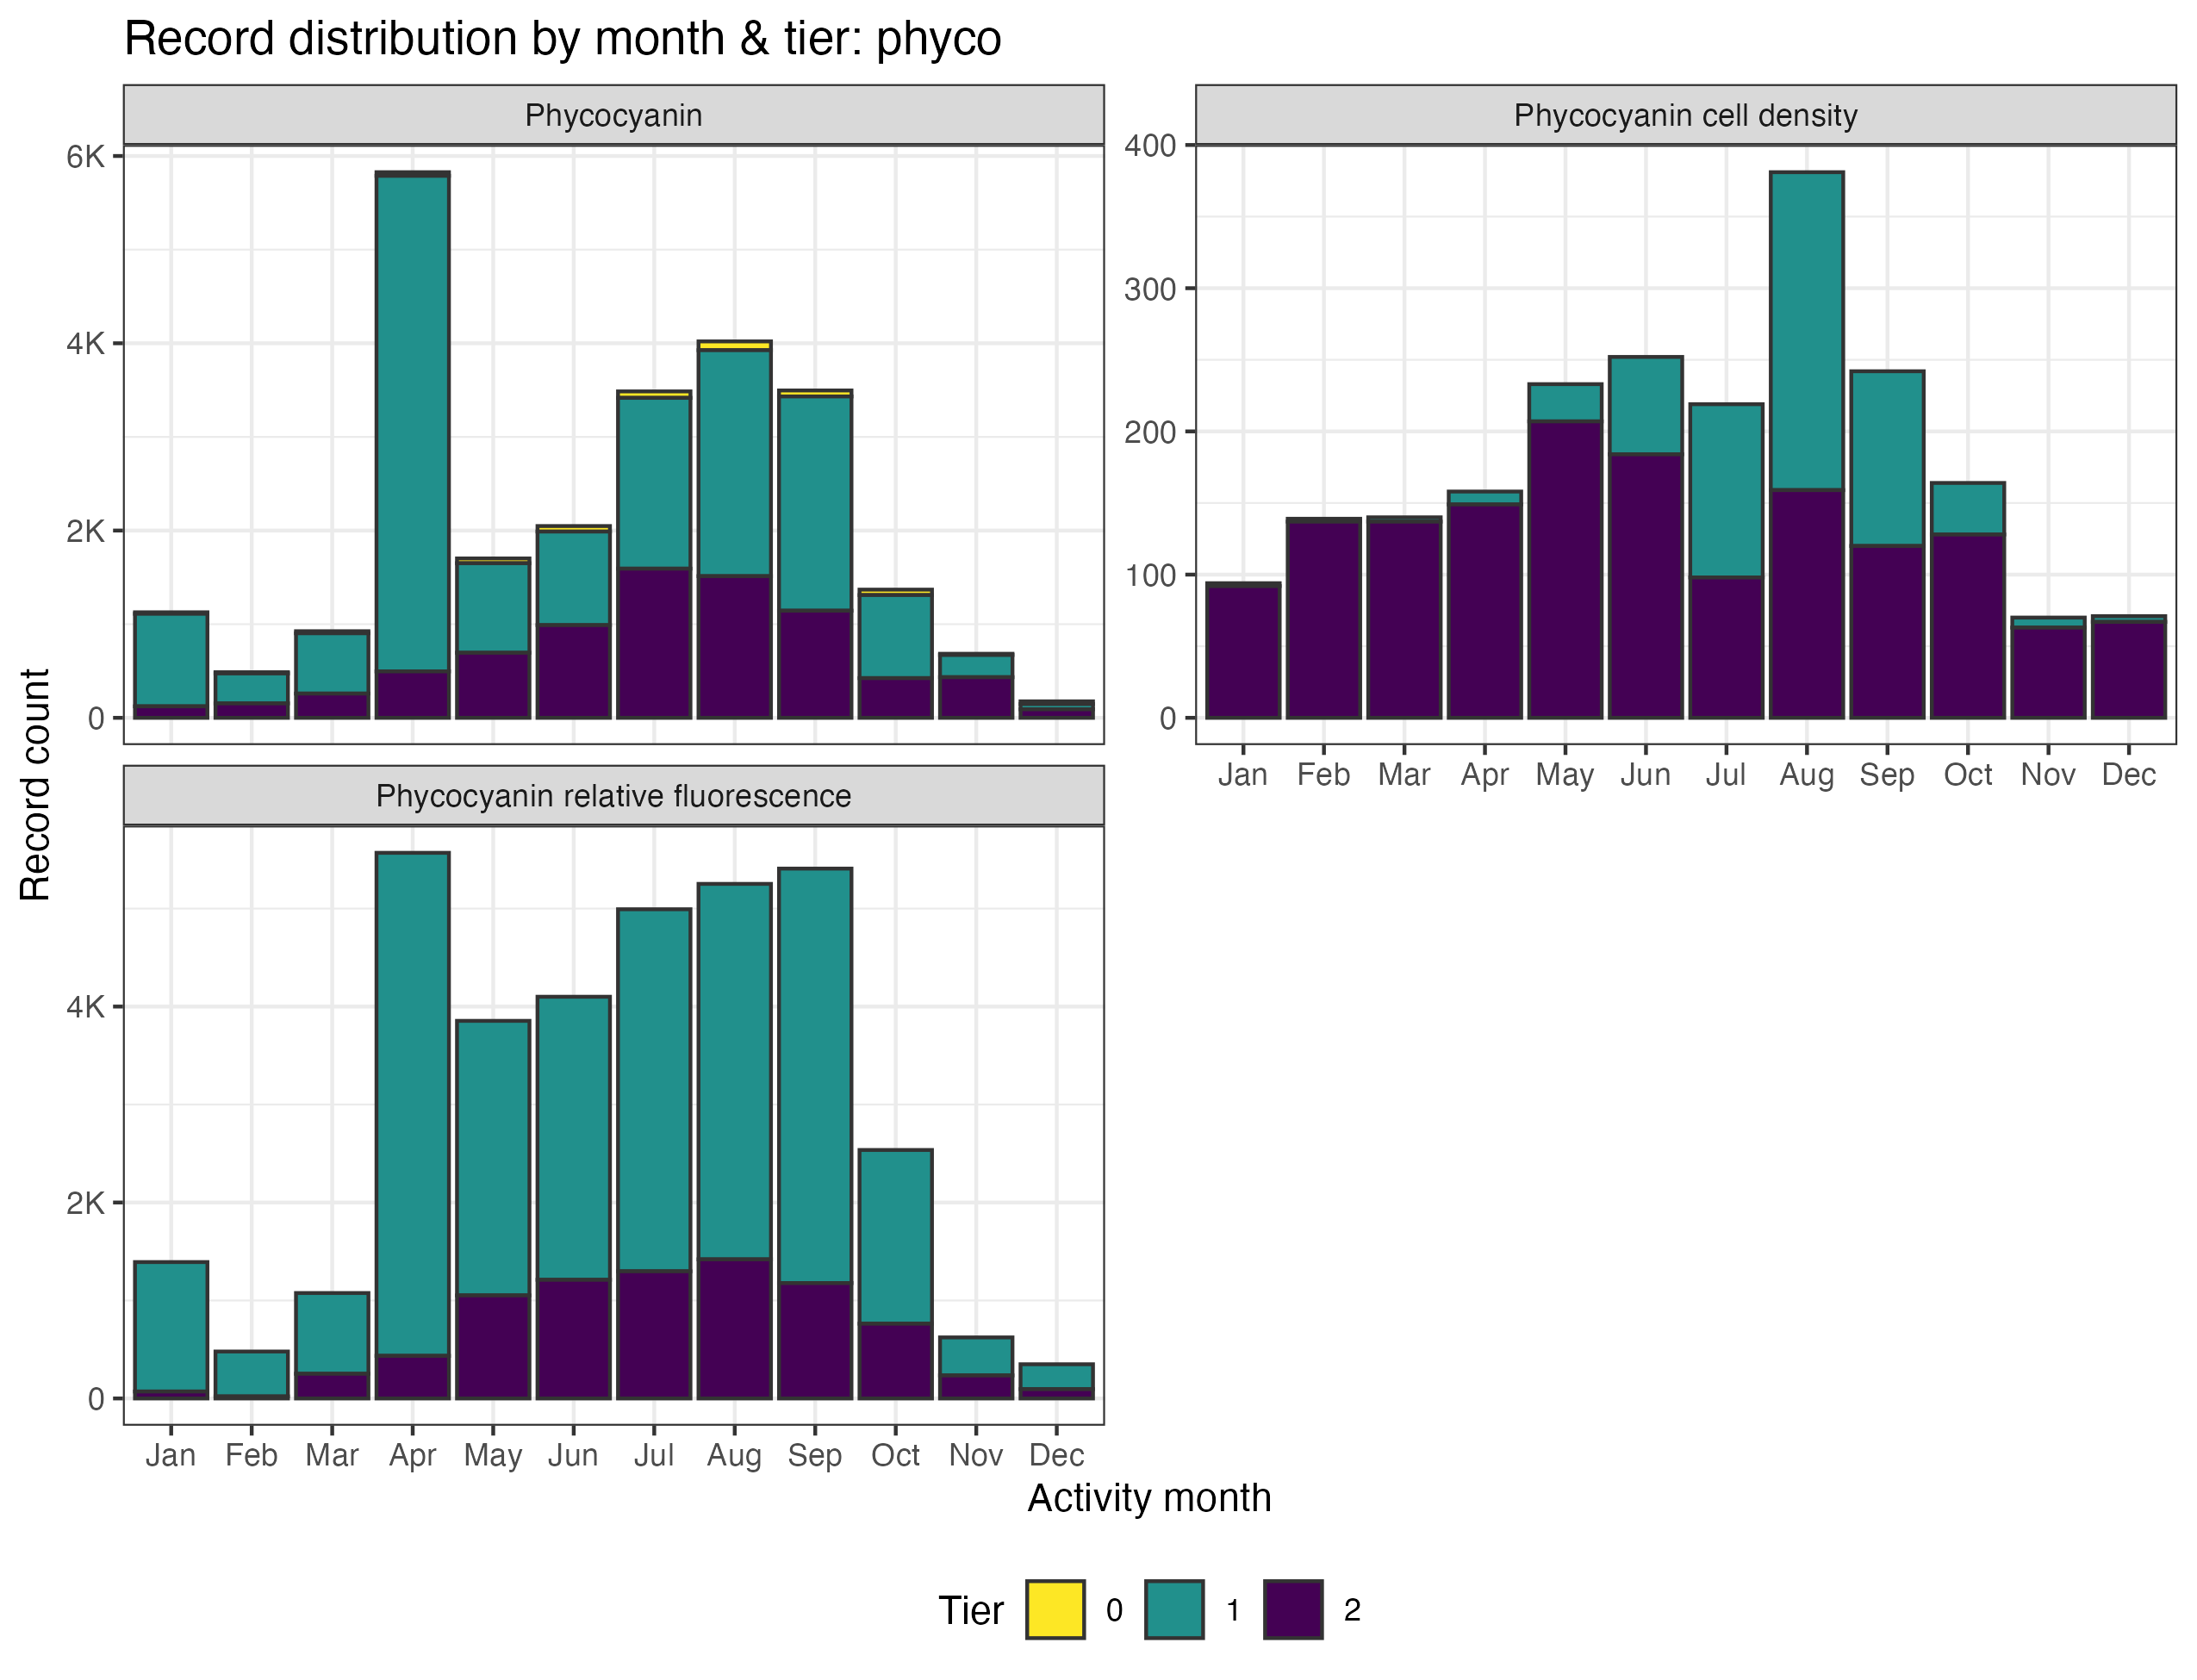 Record distribution by month & tier: phyco
Phycocyanin
6K
4K
2K
0
Phycocyanin cell density
400
300
200
100
0
Jan Feb Mar Apr May Jun Jul Aug Sep Oct Nov Dec
Record count
Phycocyanin relative fluorescence
4K
2K
0
Jan Feb Mar Apr May Jun Jul Aug Sep Oct Nov Dec
Activity month
Tier 0 1 2